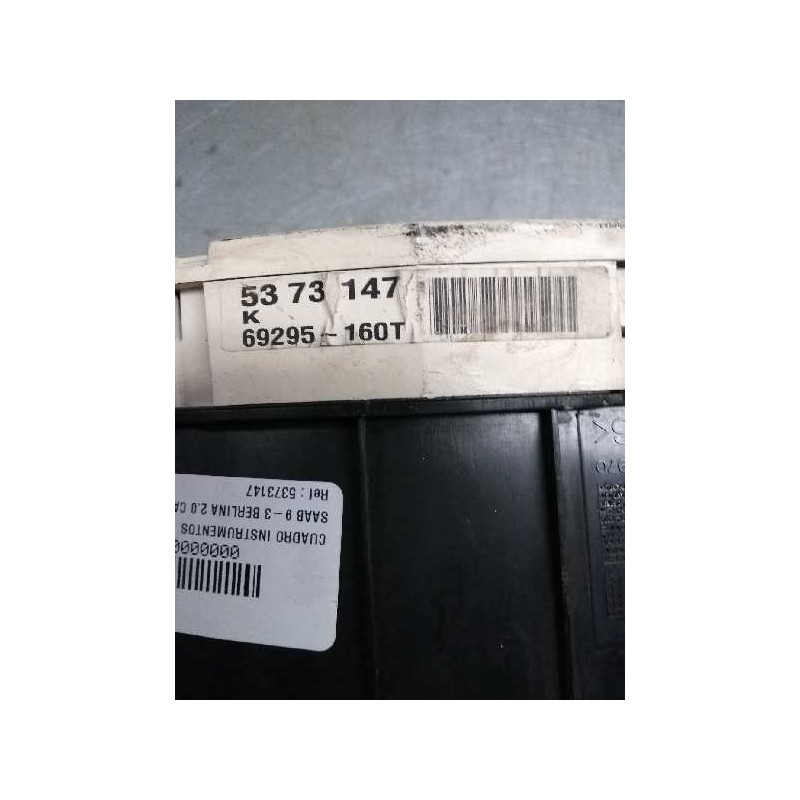 53 73 147
K
69295-160T
CUADRO INSTRUMENTOS
SAAB 9-3 BERLINA 2.0 CA
Ref: 5373147